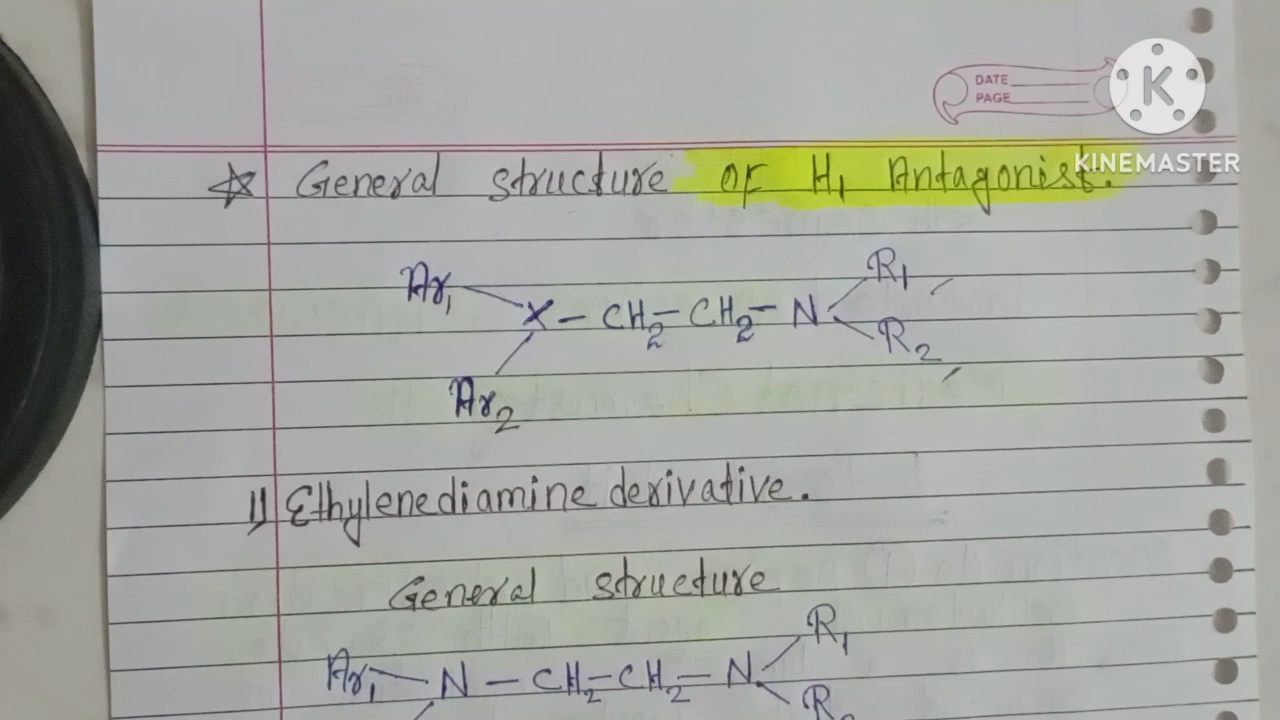 DATE
PAGE
K
KINEMASTER
☆ General structure of H1 Antagonist.
Ar1 R1
X – CH2 – CH2 – N
Ar2 R2
1) Ethylenediamine derivative.
General structure
R1
Ar1 – N – CH2 – CH2 – N
R